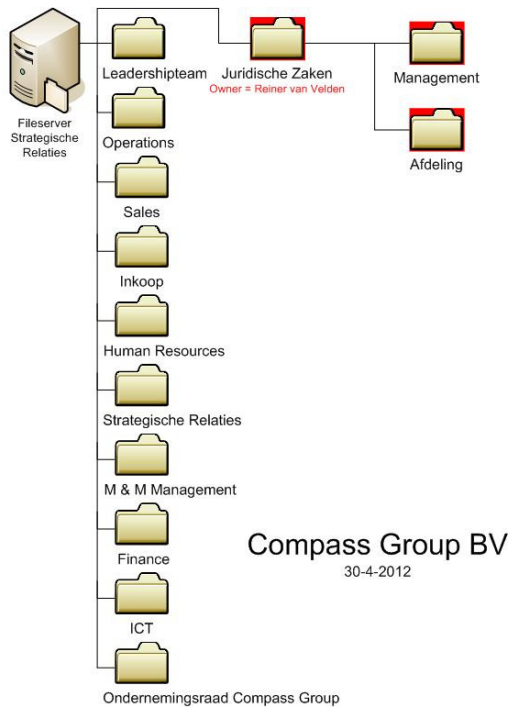 Fileserver
Strategische
Relaties
Leadershipteam
Juridische Zaken
Owner = Reiner van Velden
Management
Afdeling
Operations
Sales
Inkoop
Human Resources
Strategische Relaties
M & M Management
Finance
ICT
Ondernemingsraad Compass Group
Compass Group BV
30-4-2012